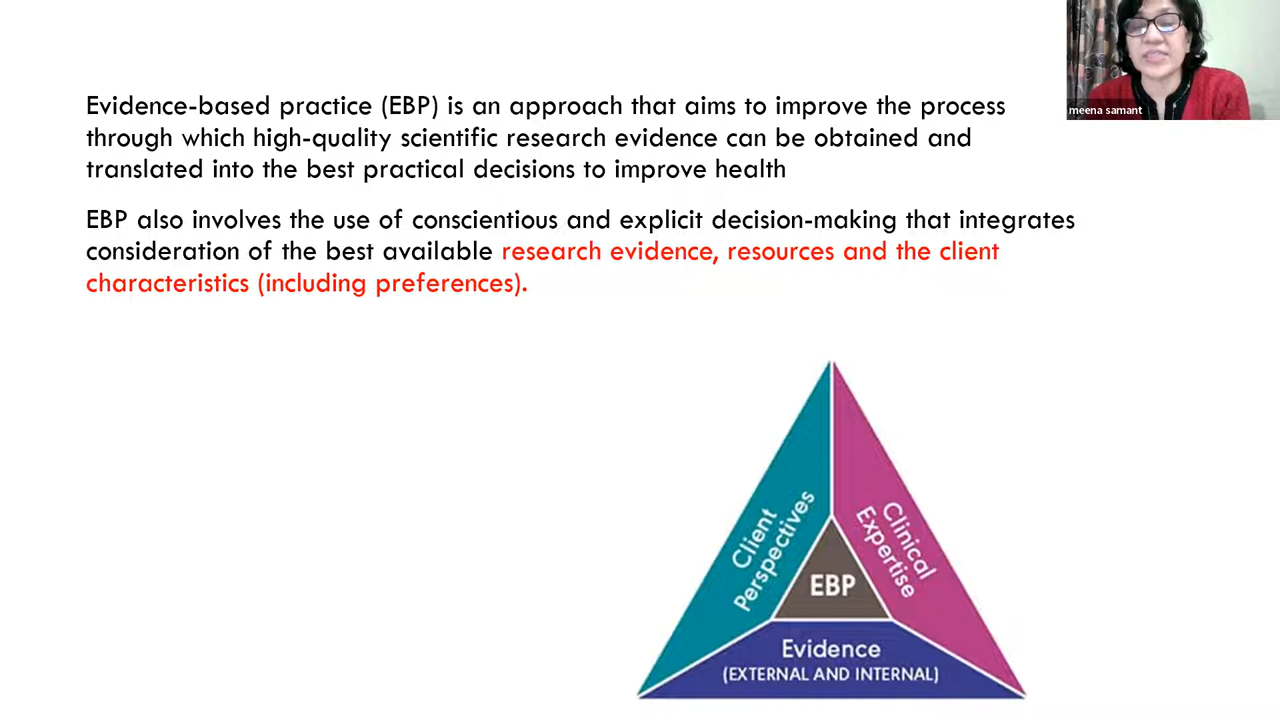 Evidence-based practice (EBP) is an approach that aims to improve the process
through which high-quality scientific research evidence can be obtained and
translated into the best practical decisions to improve health
EBP also involves the use of conscientious and explicit decision-making that integrates
consideration of the best available research evidence, resources and the client
characteristics (including preferences).
meena samant
Client
Perspectives
Clinical
Expertise
EBP
Evidence
(EXTERNAL AND INTERNAL)